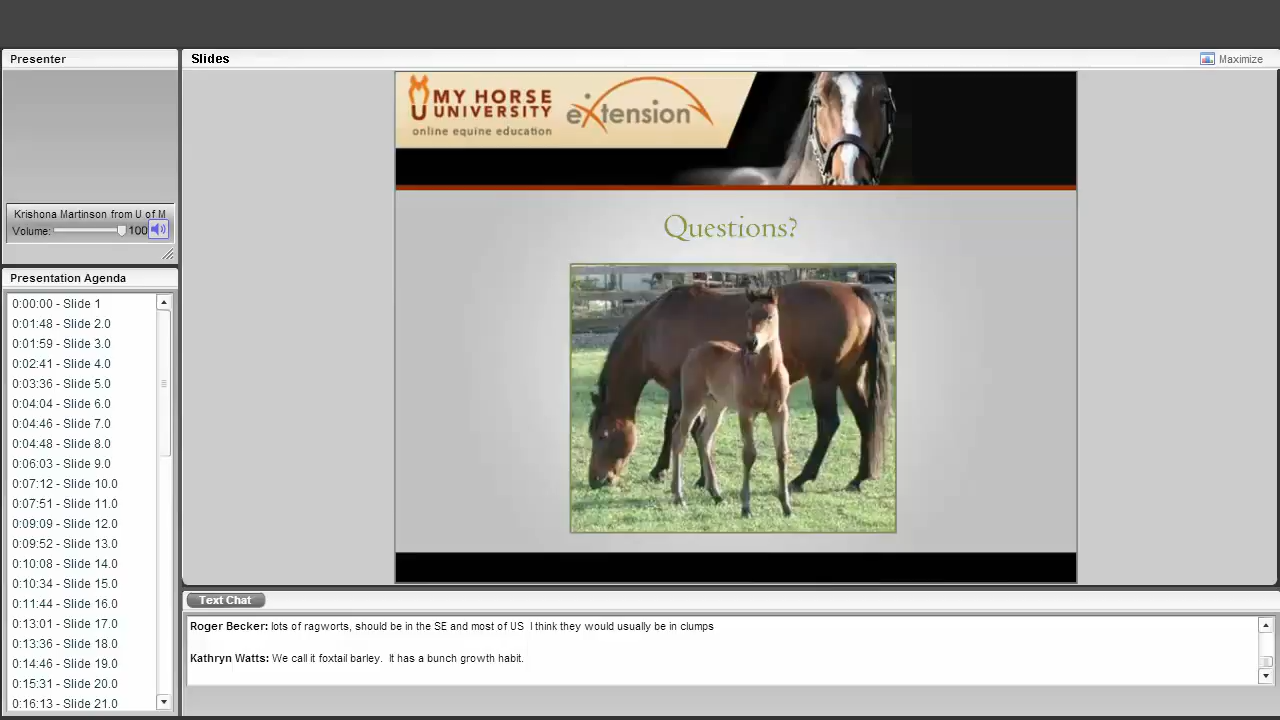 Presenter
Krishona Martinson from U of M
Volume: 100
Presentation Agenda
0:00:00 - Slide 1
0:01:48 - Slide 2.0
0:01:59 - Slide 3.0
0:02:41 - Slide 4.0
0:03:36 - Slide 5.0
0:04:04 - Slide 6.0
0:04:46 - Slide 7.0
0:04:48 - Slide 8.0
0:06:03 - Slide 9.0
0:07:12 - Slide 10.0
0:07:51 - Slide 11.0
0:09:09 - Slide 12.0
0:09:52 - Slide 13.0
0:10:08 - Slide 14.0
0:10:34 - Slide 15.0
0:11:44 - Slide 16.0
0:13:01 - Slide 17.0
0:13:36 - Slide 18.0
0:14:46 - Slide 19.0
0:15:31 - Slide 20.0
0:16:13 - Slide 21.0
Slides
Maximize
MY HORSE
UNIVERSITY
online equine education
eXtension
Questions?
Text Chat
Roger Becker: lots of ragworts, should be in the SE and most of US  I think they would usually be in clumps
Kathryn Watts: We call it foxtail barley.  It has a bunch growth habit.